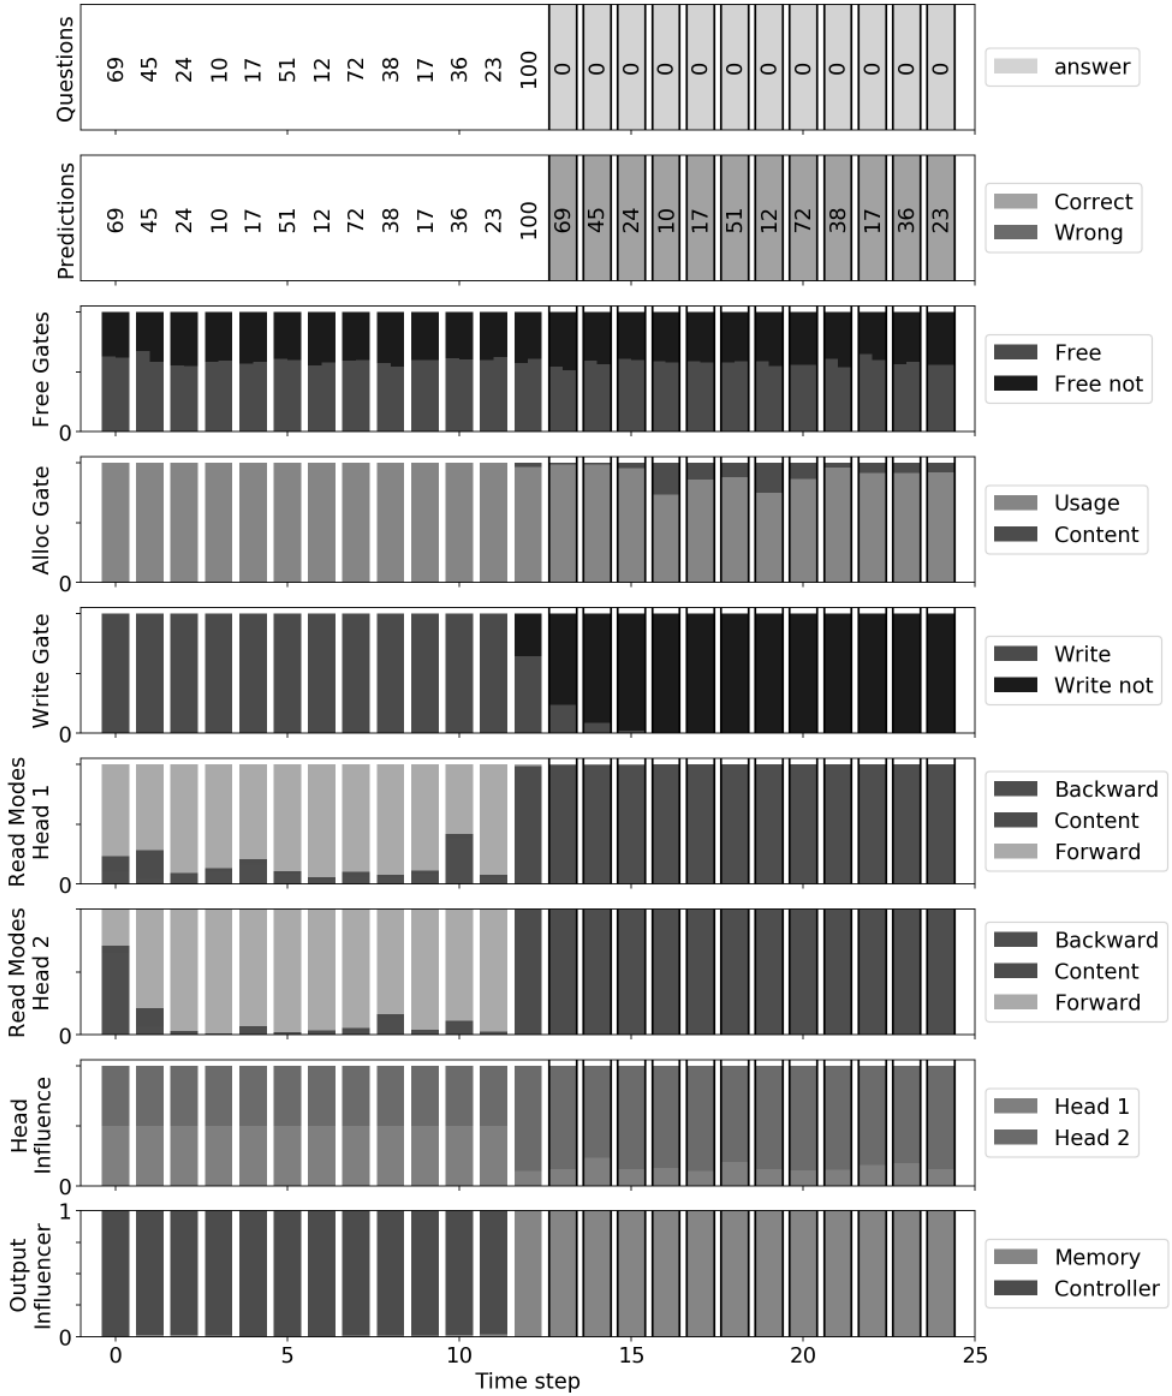 Questions
69 45 24 10 17 51 12 72 38 17 36 23 100 0 0 0 0 0 0 0 0 0 0 0 0
answer
Predictions
69 45 24 10 17 51 12 72 38 17 36 23 100 69 45 24 10 17 51 12 72 38 17 36 23
Correct
Wrong
Free Gates
0
Free
Free not
Alloc Gate
0
Usage
Content
Write Gate
0
Write
Write not
Read Modes
Head 1
0
Backward
Content
Forward
Read Modes
Head 2
0
Backward
Content
Forward
Head
Influence
0
Head 1
Head 2
Output
Influencer
1
0
Memory
Controller
0 5 10 15 20 25
Time step